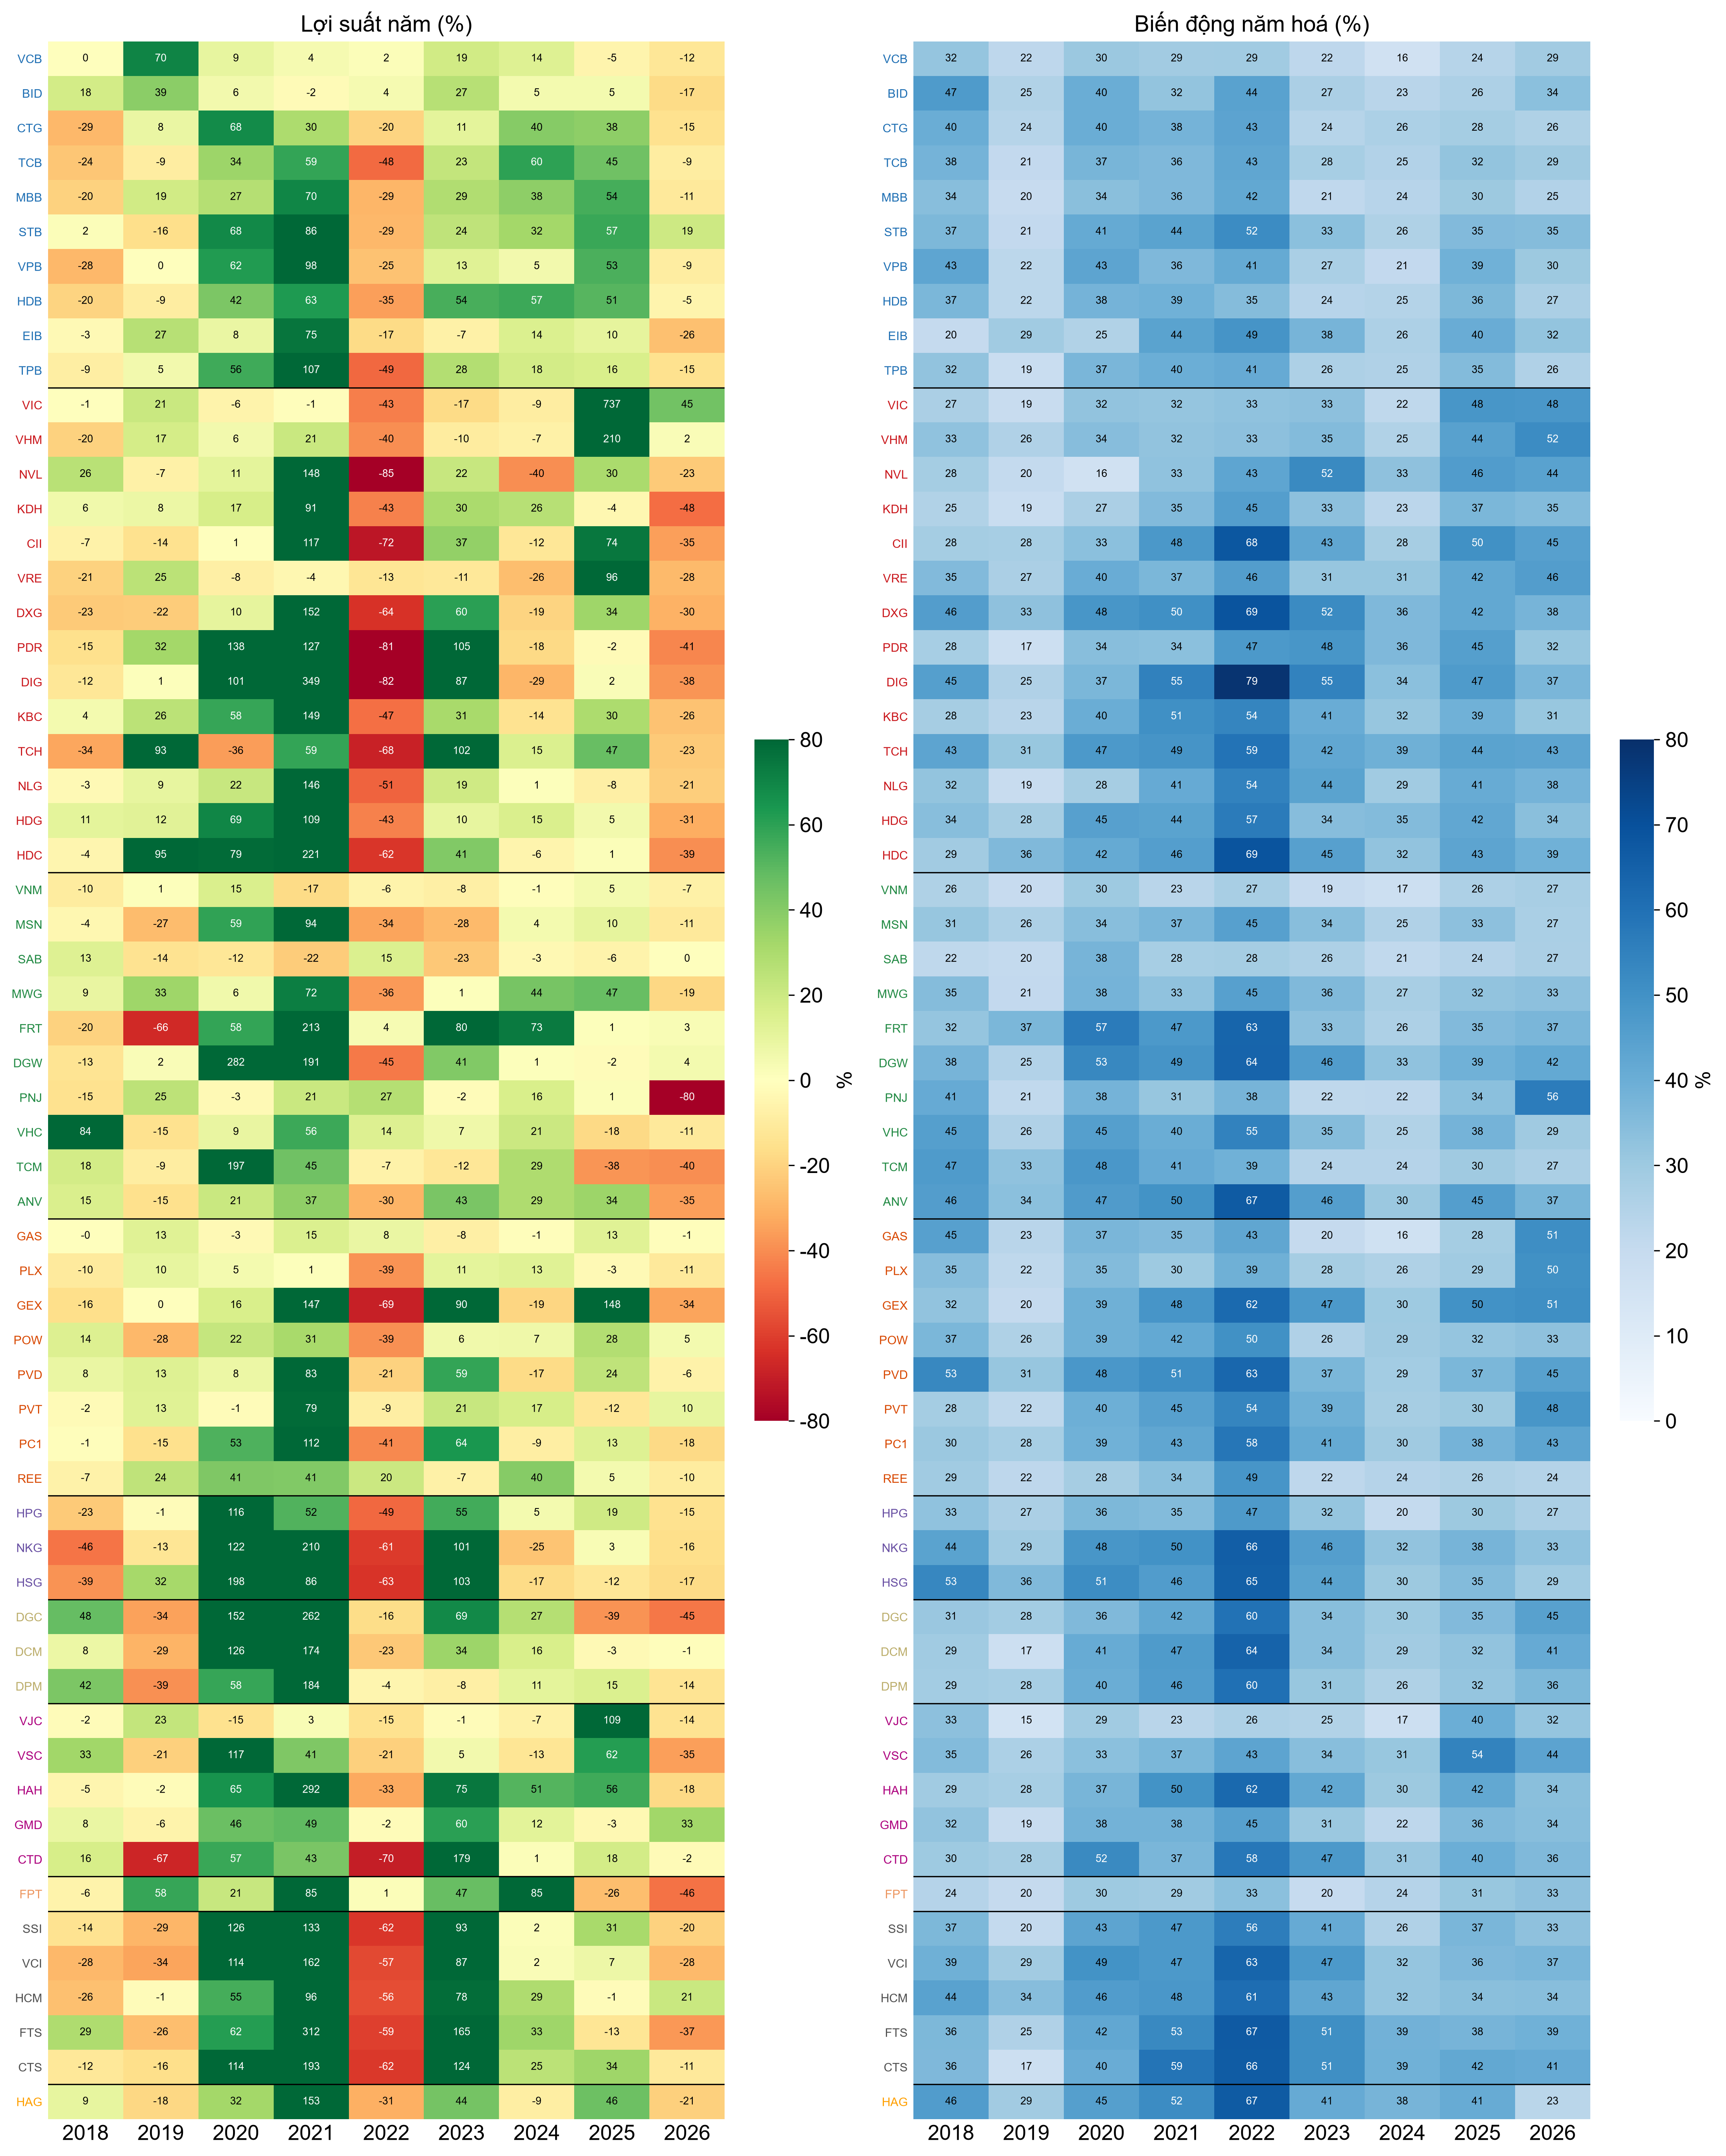 Lợi suất năm (%)
Biến động năm hoá (%)
VCB 0 70 9 4 2 19 14 -5 -12 VCB 32 22 30 29 29 22 16 24 29
BID 18 39 6 -2 4 27 5 5 -17 BID 47 25 40 32 44 27 23 26 34
CTG -29 8 68 30 -20 11 40 38 -15 CTG 40 24 40 38 43 24 26 28 26
TCB -24 -9 34 59 -48 23 60 45 -9 TCB 38 21 37 36 43 28 25 32 29
MBB -20 19 27 70 -29 29 38 54 -11 MBB 34 20 34 36 42 21 24 30 25
STB 2 -16 68 86 -29 24 32 57 19 STB 37 21 41 44 52 33 26 35 35
VPB -28 0 62 98 -25 13 5 53 -9 VPB 43 22 43 36 41 27 21 39 30
HDB -20 -9 42 63 -35 54 57 51 -5 HDB 37 22 38 39 35 24 25 36 27
EIB -3 27 8 75 -17 -7 14 10 -26 EIB 20 29 25 44 49 38 26 40 32
TPB -9 5 56 107 -49 28 18 16 -15 TPB 32 19 37 40 41 26 25 35 26
VIC -1 21 -6 -1 -43 -17 -9 737 45 VIC 27 19 32 32 33 33 22 48 48
VHM -20 17 6 21 -40 -10 -7 210 2 VHM 33 26 34 32 33 35 25 44 52
NVL 26 -7 11 148 -85 22 -40 30 -23 NVL 28 20 16 33 43 52 33 46 44
KDH 6 8 17 91 -43 30 26 -4 -48 KDH 25 19 27 35 45 33 23 37 35
CII -7 -14 1 117 -72 37 -12 74 -35 CII 28 28 33 48 68 43 28 50 45
VRE -21 25 -8 -4 -13 -11 -26 96 -28 VRE 35 27 40 37 46 31 31 42 46
DXG -23 -22 10 152 -64 60 -19 34 -30 DXG 46 33 48 50 69 52 36 42 38
PDR -15 32 138 127 -81 105 -18 -2 -41 PDR 28 17 34 34 47 48 36 45 32
DIG -12 1 101 349 -82 87 -29 2 -38 DIG 45 25 37 55 79 55 34 47 37
KBC 4 26 58 149 -47 31 -14 30 -26 KBC 28 23 40 51 54 41 32 39 31
TCH -34 93 -36 59 -68 102 15 47 -23 TCH 43 31 47 49 59 42 39 44 43
NLG -3 9 22 146 -51 19 1 -8 -21 NLG 32 19 28 41 54 44 29 41 38
HDG 11 12 69 109 -43 10 15 5 -31 HDG 34 28 45 44 57 34 35 42 34
HDC -4 95 79 221 -62 41 -6 1 -39 HDC 29 36 42 46 69 45 32 43 39
VNM -10 1 15 -17 -6 -8 -1 5 -7 VNM 26 20 30 23 27 19 17 26 27
MSN -4 -27 59 94 -34 -28 4 10 -11 MSN 31 26 34 37 45 34 25 33 27
SAB 13 -14 -12 -22 15 -23 -3 -6 0 SAB 22 20 38 28 28 26 21 24 27
MWG 9 33 6 72 -36 1 44 47 -19 MWG 35 21 38 33 45 36 27 32 33
FRT -20 -66 58 213 4 80 73 1 3 FRT 32 37 57 47 63 33 26 35 37
DGW -13 2 282 191 -45 41 1 -2 4 DGW 38 25 53 49 64 46 33 39 42
PNJ -15 25 -3 21 27 -2 16 1 -80 PNJ 41 21 38 31 38 22 22 34 56
VHC 84 -15 9 56 14 7 21 -18 -11 VHC 45 26 45 40 55 35 25 38 29
TCM 18 -9 197 45 -7 -12 29 -38 -40 TCM 47 33 48 41 39 24 24 30 27
ANV 15 -15 21 37 -30 43 29 34 -35 ANV 46 34 47 50 67 46 30 45 37
GAS -0 13 -3 15 8 -8 -1 13 -1 GAS 45 23 37 35 43 20 16 28 51
PLX -10 10 5 1 -39 11 13 -3 -11 PLX 35 22 35 30 39 28 26 29 50
GEX -16 0 16 147 -69 90 -19 148 -34 GEX 32 20 39 48 62 47 30 50 51
POW 14 -28 22 31 -39 6 7 28 5 POW 37 26 39 42 50 26 29 32 33
PVD 8 13 8 83 -21 59 -17 24 -6 PVD 53 31 48 51 63 37 29 37 45
PVT -2 13 -1 79 -9 21 17 -12 10 PVT 28 22 40 45 54 39 28 30 48
PC1 -1 -15 53 112 -41 64 -9 13 -18 PC1 30 28 39 43 58 41 30 38 43
REE -7 24 41 41 20 -7 40 5 -10 REE 29 22 28 34 49 22 24 26 24
HPG -23 -1 116 52 -49 55 5 19 -15 HPG 33 27 36 35 47 32 20 30 27
NKG -46 -13 122 210 -61 101 -25 3 -16 NKG 44 29 48 50 66 46 32 38 33
HSG -39 32 198 86 -63 103 -17 -12 -17 HSG 53 36 51 46 65 44 30 35 29
DGC 48 -34 152 262 -16 69 27 -39 -45 DGC 31 28 36 42 60 34 30 35 45
DCM 8 -29 126 174 -23 34 16 -3 -1 DCM 29 17 41 47 64 34 29 32 41
DPM 42 -39 58 184 -4 -8 11 15 -14 DPM 29 28 40 46 60 31 26 32 36
VJC -2 23 -15 3 -15 -1 -7 109 -14 VJC 33 15 29 23 26 25 17 40 32
VSC 33 -21 117 41 -21 5 -13 62 -35 VSC 35 26 33 37 43 34 31 54 44
HAH -5 -2 65 292 -33 75 51 56 -18 HAH 29 28 37 50 62 42 30 42 34
GMD 8 -6 46 49 -2 60 12 -3 33 GMD 32 19 38 38 45 31 22 36 34
CTD 16 -67 57 43 -70 179 1 18 -2 CTD 30 28 52 37 58 47 31 40 36
FPT -6 58 21 85 1 47 85 -26 -46 FPT 24 20 30 29 33 20 24 31 33
SSI -14 -29 126 133 -62 93 2 31 -20 SSI 37 20 43 47 56 41 26 37 33
VCI -28 -34 114 162 -57 87 2 7 -28 VCI 39 29 49 47 63 47 32 36 37
HCM -26 -1 55 96 -56 78 29 -1 21 HCM 44 34 46 48 61 43 32 34 34
FTS 29 -26 62 312 -59 165 33 -13 -37 FTS 36 25 42 53 67 51 39 38 39
CTS -12 -16 114 193 -62 124 25 34 -11 CTS 36 17 40 59 66 51 39 42 41
HAG 9 -18 32 153 -31 44 -9 46 -21 HAG 46 29 45 52 67 41 38 41 23
2018 2019 2020 2021 2022 2023 2024 2025 2026 2018 2019 2020 2021 2022 2023 2024 2025 2026
80
60
40
20
0
-20
-40
-60
-80
%
80
70
60
50
40
30
20
10
0
%